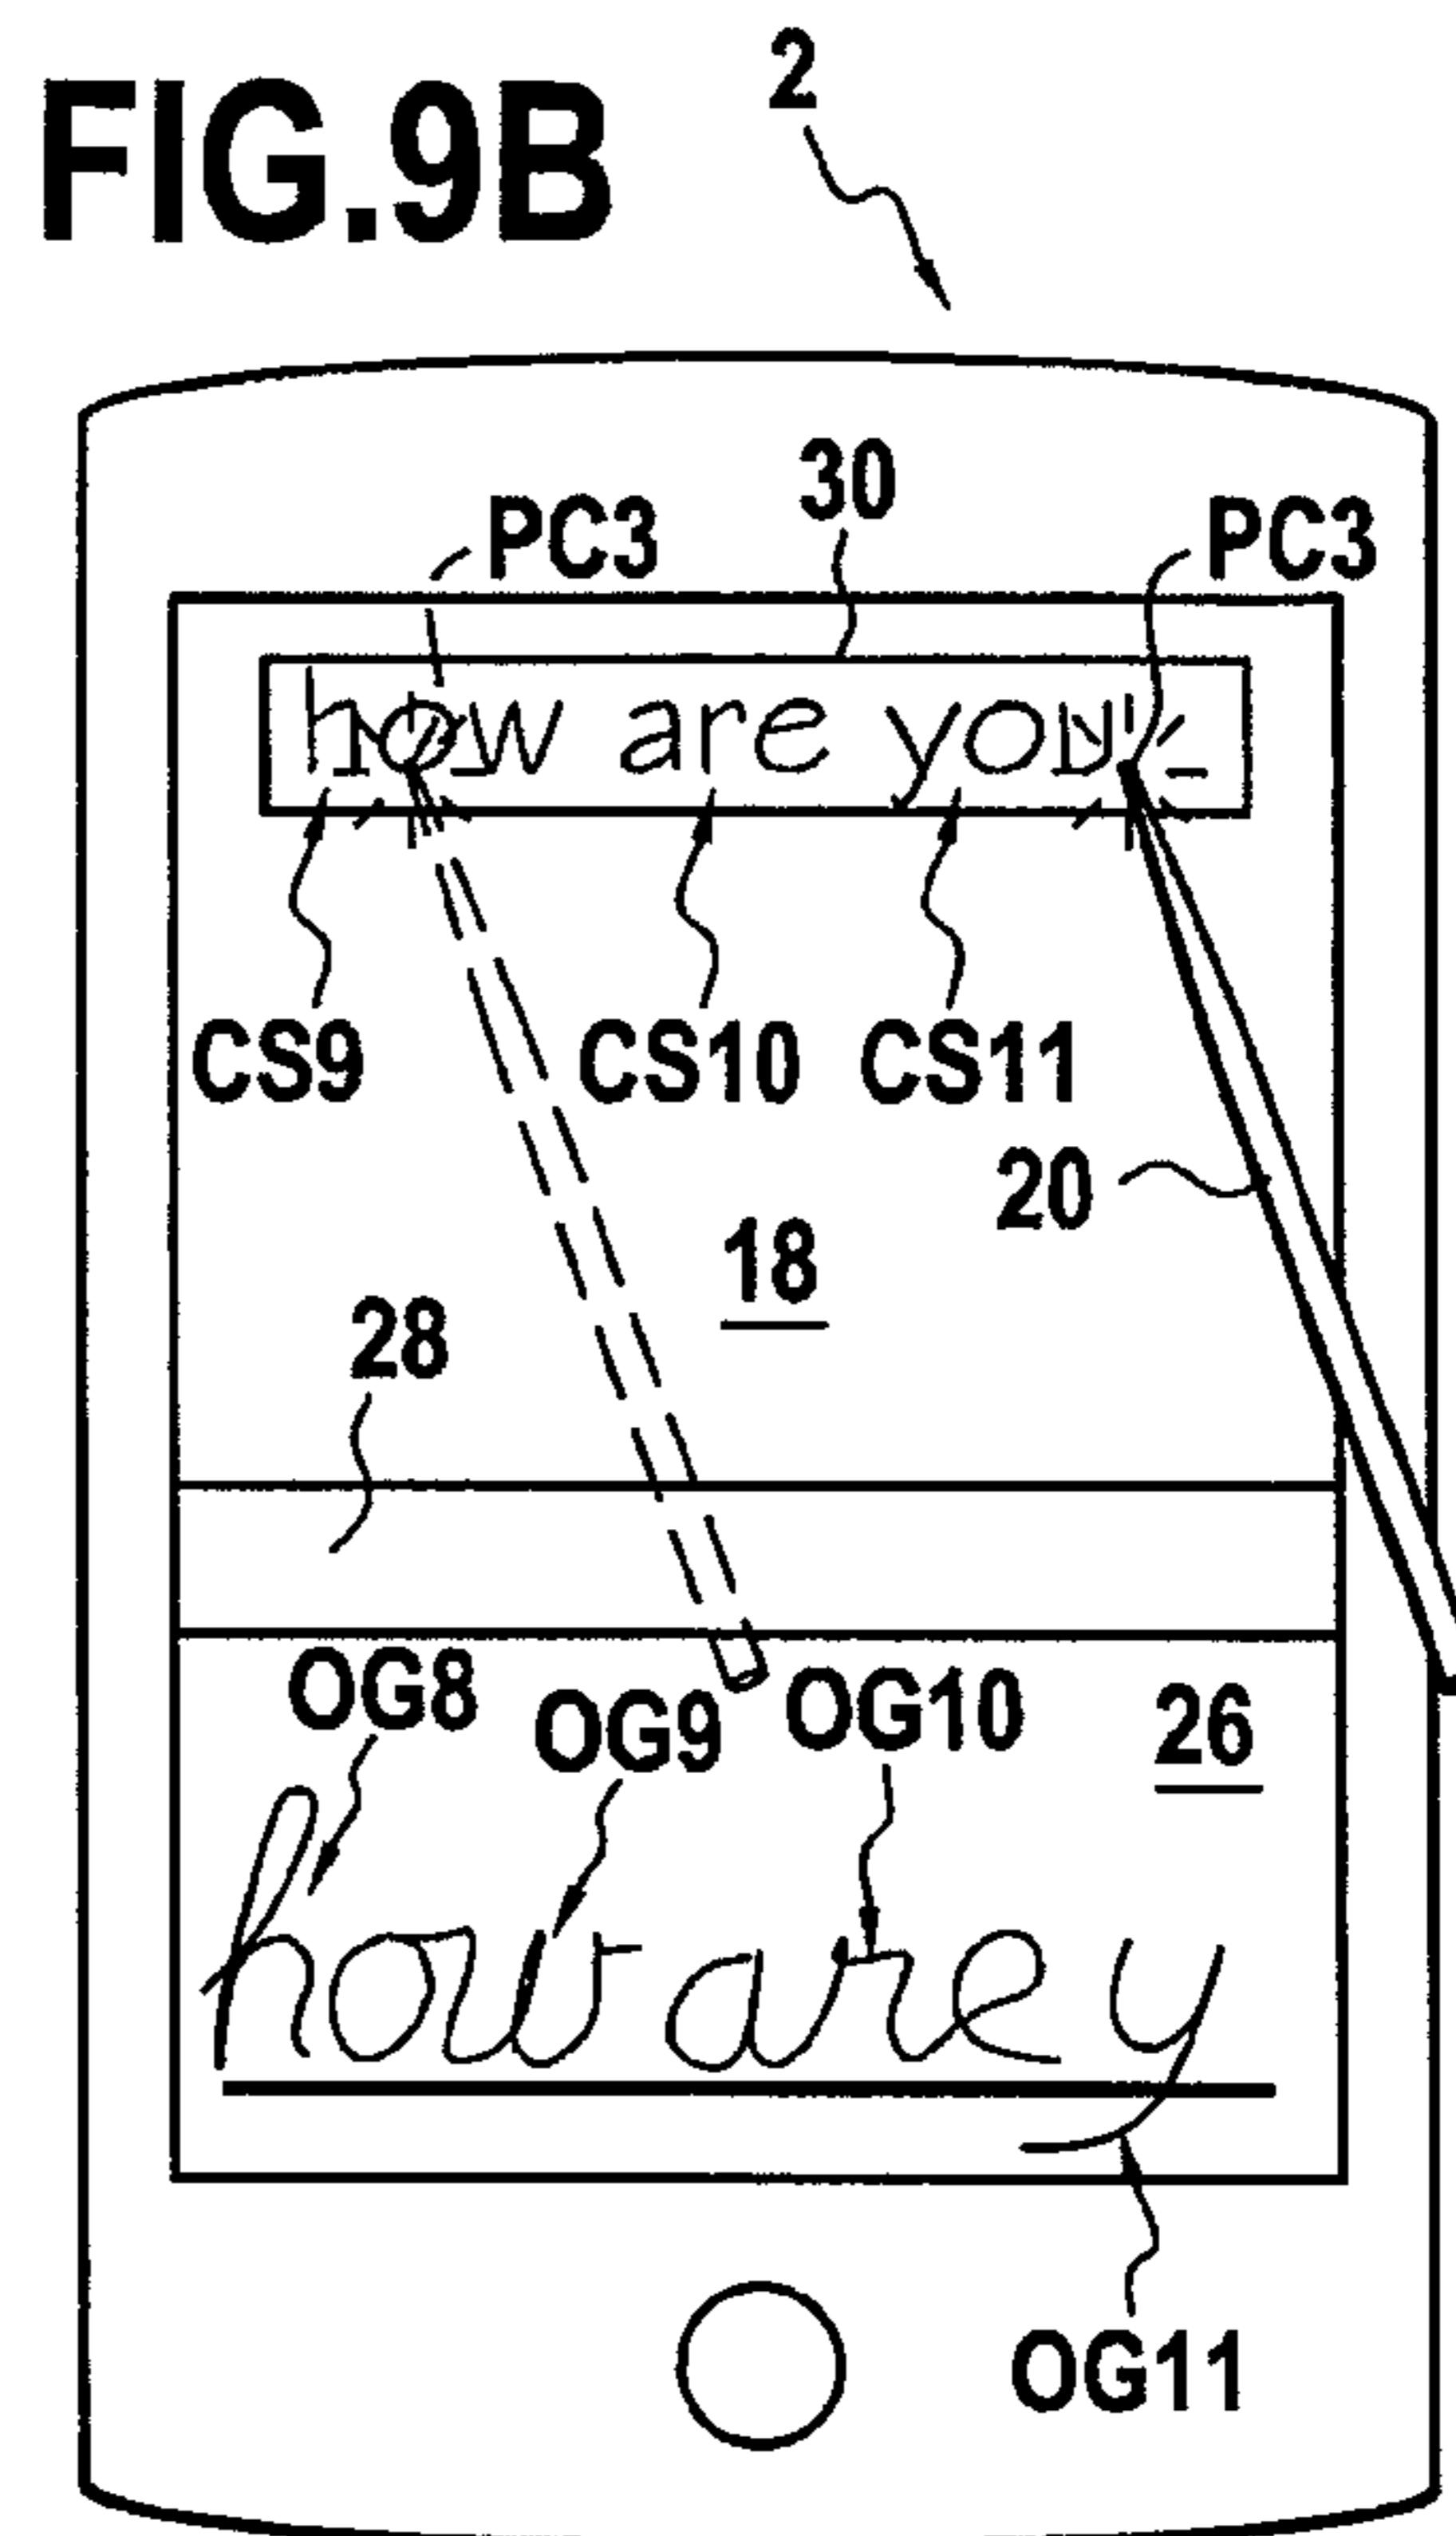 FIG.9B
2
30
PC3 PC3
how are you
CS9 CS10 CS11
20
18
28
OG8 OG9 OG10 26
how are y
OG11